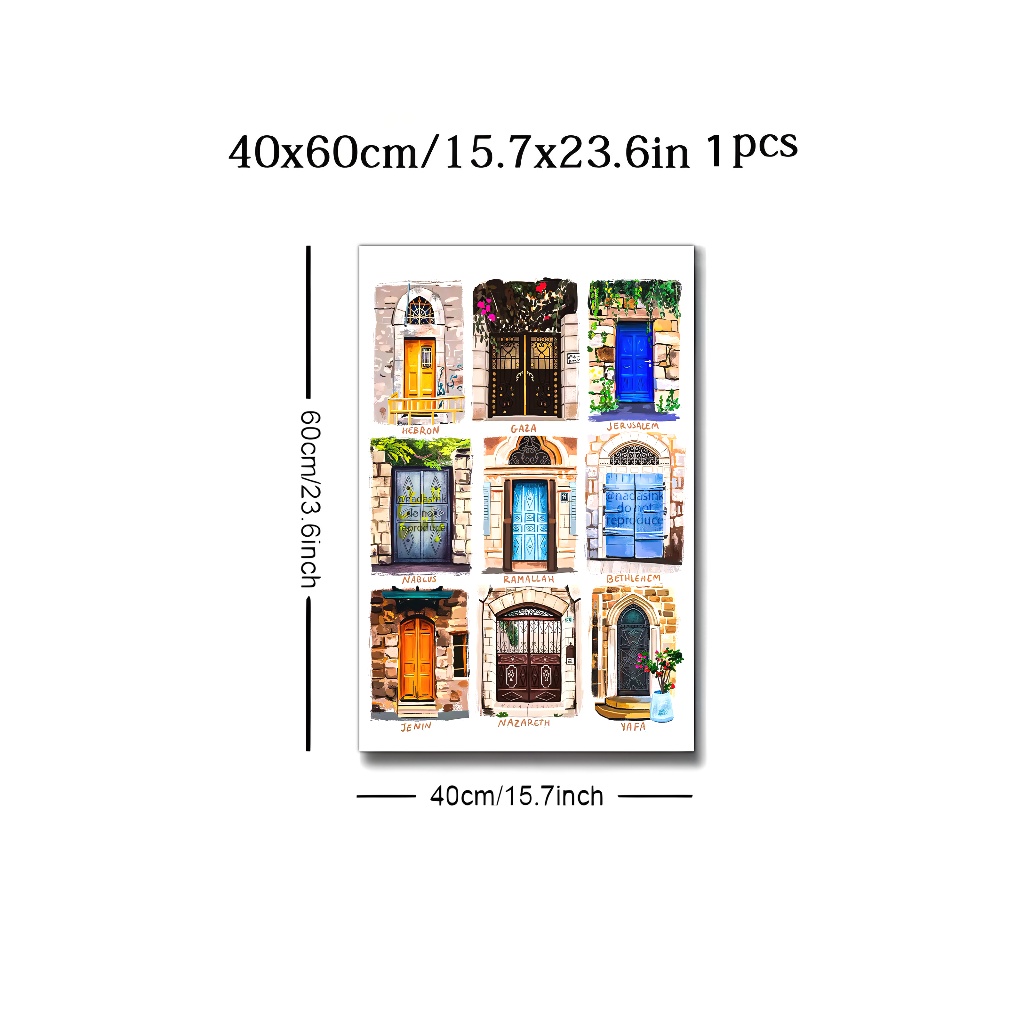 40x60cm/15.7x23.6in 1pcs
60cm/23.6inch
HEBRON
GAZA
JERUSALEM
@nadasink
do not
reproduce
@nadasink
do not
reproduce
NABLUS
RAMALLAH
BETHLEHEM
JENIN
NAZARETH
YAFA
40cm/15.7inch